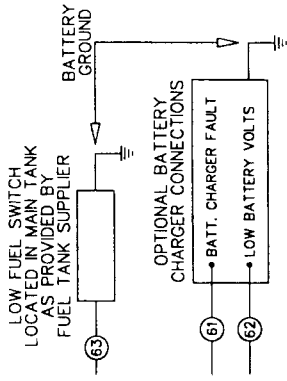 LOW FUEL SWITCH
LOCATED IN MAIN TANK
AS PROVIDED BY
FUEL TANK SUPPLIER
63
BATTERY
GROUND
OPTIONAL BATTERY
CHARGER CONNECTIONS
61
BATT. CHARGER FAULT
62
LOW BATTERY VOLTS